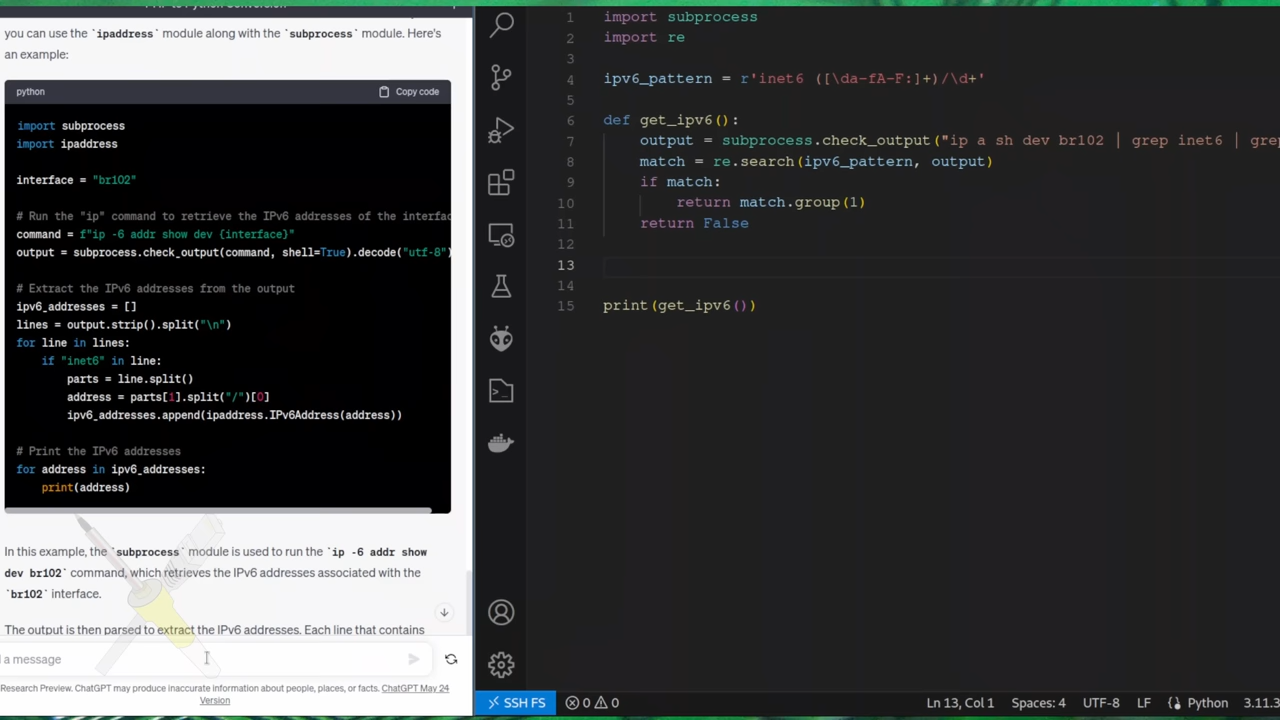 you can use the `ipaddress` module along with the `subprocess` module. Here's
an example:
python
Copy code
import subprocess
import ipaddress
interface = "br102"
# Run the "ip" command to retrieve the IPv6 addresses of the interfac
command = f"ip -6 addr show dev {interface}"
output = subprocess.check_output(command, shell=True).decode("utf-8")
# Extract the IPv6 addresses from the output
ipv6_addresses = []
lines = output.strip().split("\n")
for line in lines:
if "inet6" in line:
parts = line.split()
address = parts[1].split("/")[0]
ipv6_addresses.append(ipaddress.IPv6Address(address))
# Print the IPv6 addresses
for address in ipv6_addresses:
print(address)
In this example, the `subprocess` module is used to run the `ip -6 addr show
dev br102` command, which retrieves the IPv6 addresses associated with the
`br102` interface.
The output is then parsed to extract the IPv6 addresses. Each line that contains
a message
Research Preview. ChatGPT may produce inaccurate information about people, places, or facts. ChatGPT May 24
Version
1 import subprocess
2 import re
3
4 ipv6_pattern = r'inet6 ([\da-fA-F:]+)/\d+'
5
6 def get_ipv6():
7 output = subprocess.check_output("ip a sh dev br102 | grep inet6 | grep
8 match = re.search(ipv6_pattern, output)
9 if match:
10 return match.group(1)
11 return False
12
13
14
15 print(get_ipv6())
SSH FS 0 0 Ln 13, Col 1 Spaces: 4 UTF-8 LF Python 3.11.3